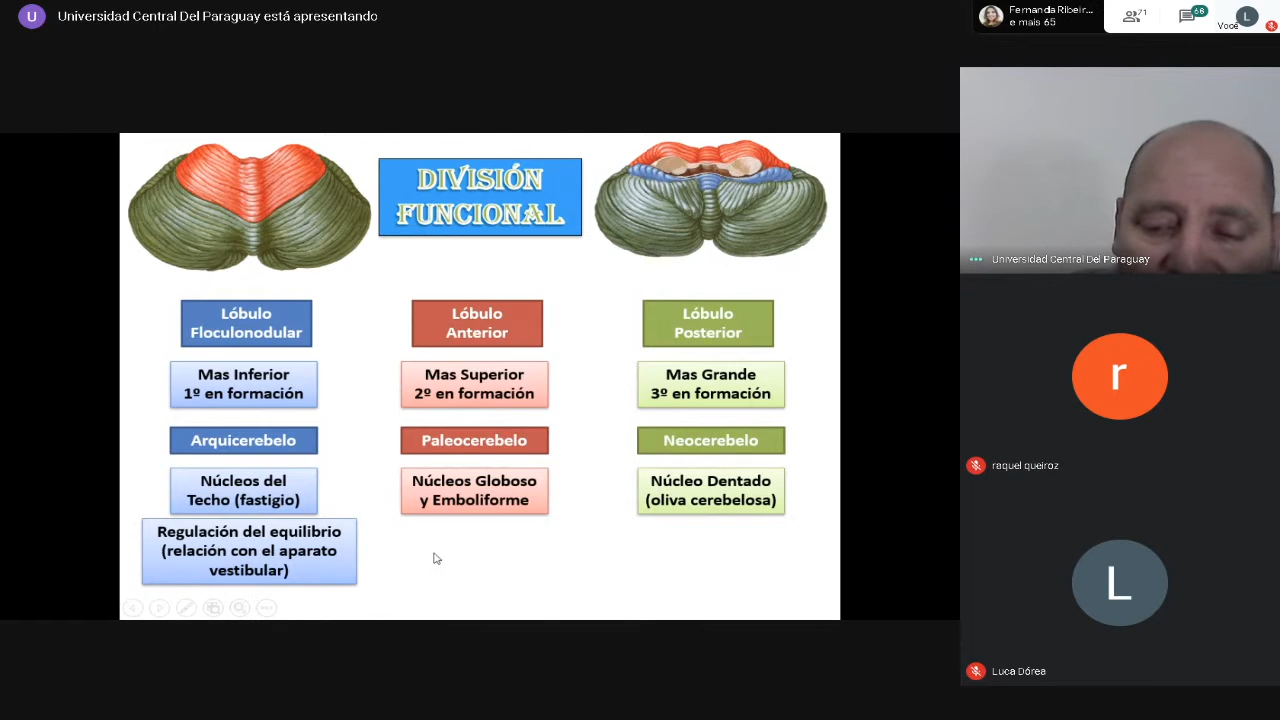 U
Universidad Central Del Paraguay está apresentando
Fernanda Ribeir...
e mais 65
71
68
L
Você
DIVISIÓN
FUNCIONAL
Lóbulo
Floculonodular
Lóbulo
Anterior
Lóbulo
Posterior
Mas Inferior
1º en formación
Mas Superior
2º en formación
Mas Grande
3º en formación
Arquicerebelo
Paleocerebelo
Neocerebelo
Núcleos del
Techo (fastigio)
Núcleos Globoso
y Emboliforme
Núcleo Dentado
(oliva cerebelosa)
Regulación del equilibrio
(relación con el aparato
vestibular)
Universidad Central Del Paraguay
r
raquel queiroz
L
Luca Dórea